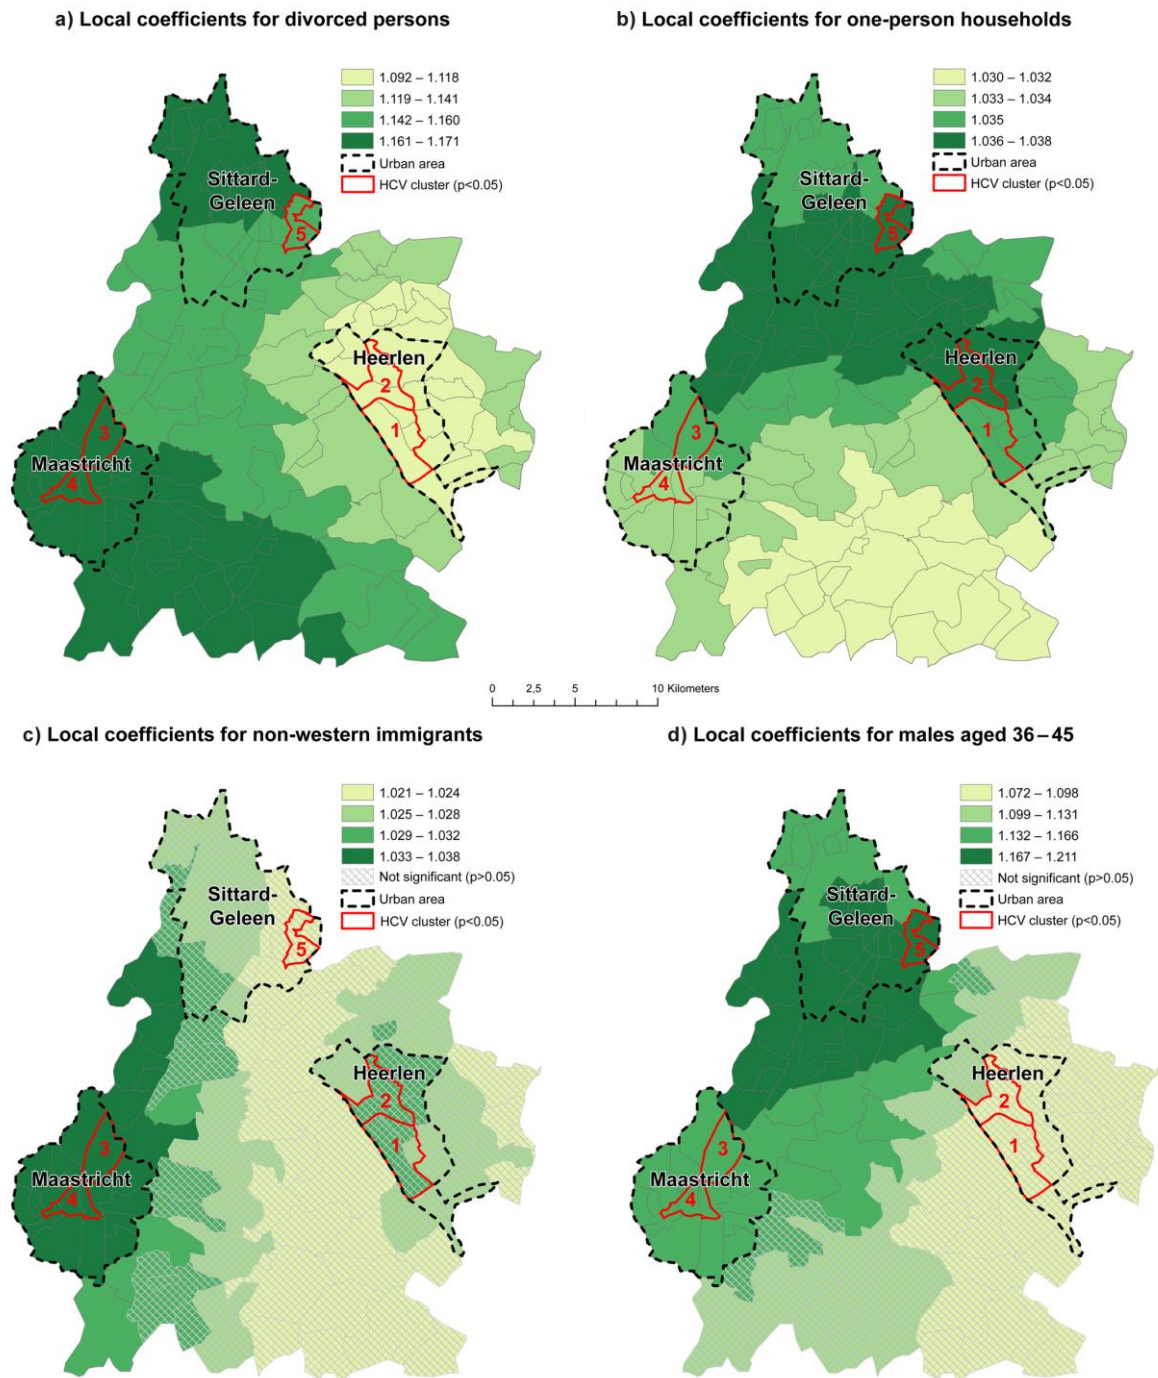 a) Local coefficients for divorced persons
1.092 – 1.118
1.119 – 1.141
1.142 – 1.160
1.161 – 1.171
Urban area
HCV cluster (p<0.05)
Sittard-
Geleen
5
Heerlen
2
1
3
Maastricht
4
b) Local coefficients for one-person households
1.030 – 1.032
1.033 – 1.034
1.035
1.036 – 1.038
Urban area
HCV cluster (p<0.05)
Sittard-
Geleen
5
Heerlen
2
1
3
Maastricht
4
0 2,5 5 10 Kilometers
c) Local coefficients for non-western immigrants
1.021 – 1.024
1.025 – 1.028
1.029 – 1.032
1.033 – 1.038
Not significant (p>0.05)
Urban area
HCV cluster (p<0.05)
Sittard-
Geleen
5
Heerlen
2
1
3
Maastricht
4
d) Local coefficients for males aged 36–45
1.072 – 1.098
1.099 – 1.131
1.132 – 1.166
1.167 – 1.211
Not significant (p>0.05)
Urban area
HCV cluster (p<0.05)
Sittard-
Geleen
5
Heerlen
2
1
3
Maastricht
4